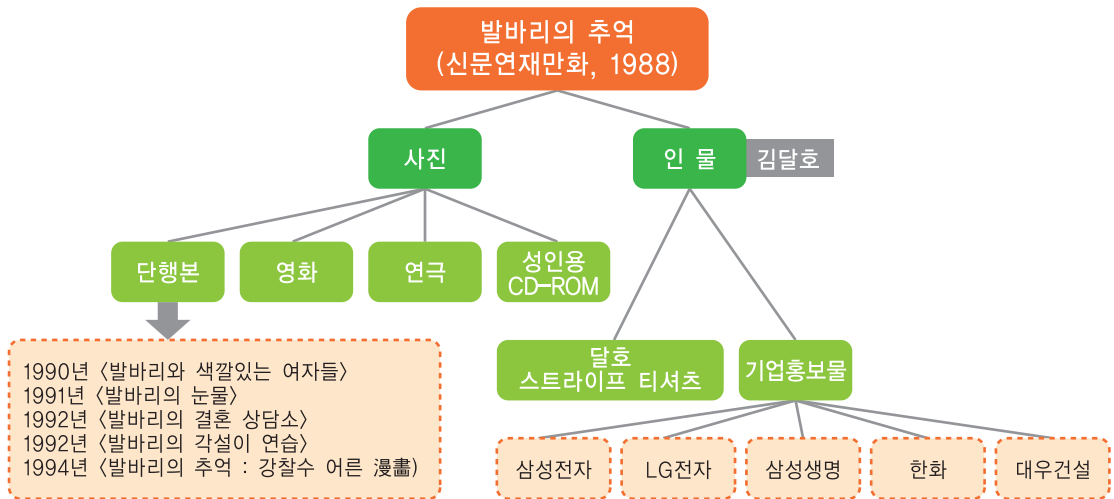 발바리의 추억
(신문연재만화, 1988)
사진
인 물
김달호
단행본
영화
연극
성인용
CD-ROM
1990년 〈발바리와 색깔있는 여자들〉
1991년 〈발바리의 눈물〉
1992년 〈발바리의 결혼 상담소〉
1992년 〈발바리의 각설이 연습〉
1994년 〈발바리의 추억 : 강찰수 어른 漫畵)
달호
스트라이프 티셔츠
기업홍보물
삼성전자
LG전자
삼성생명
한화
대우건설